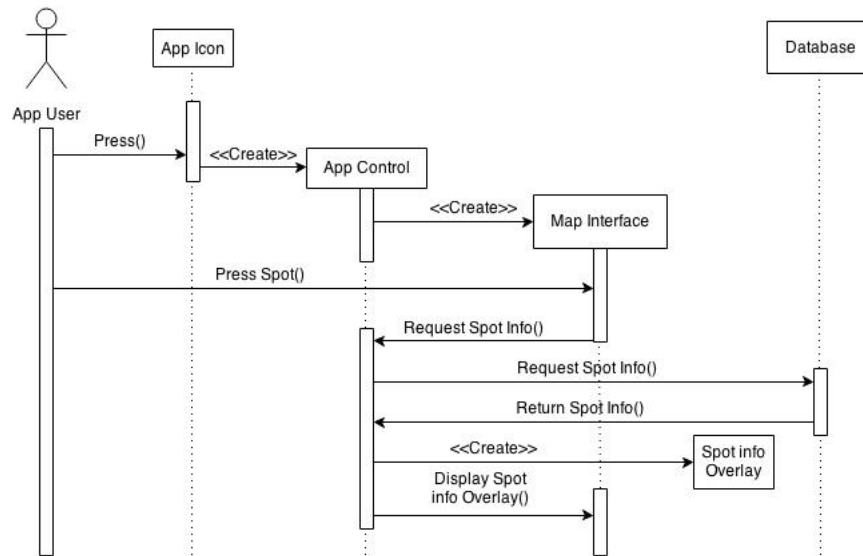 App Icon
Database
App User
Press()
<<Create>>
App Control
<<Create>>
Map Interface
Press Spot()
Request Spot Info()
Request Spot Info()
Return Spot Info()
<<Create>>
Spot info
Overlay
Display Spot
info Overlay()